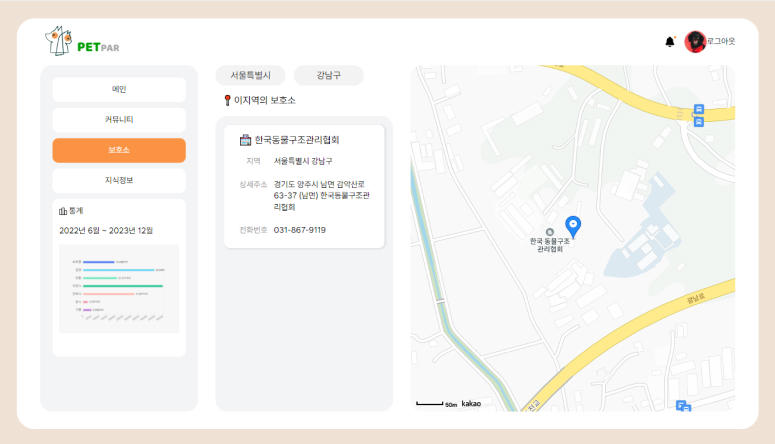 PETPAR
로그아웃
메인
커뮤니티
보호소
지식정보
통계
2022년 6월 ~ 2023년 12월
서울특별시
강남구
이지역의 보호소
한국동물구조관리협회
지역 서울특별시 강남구
상세주소 경기도 양주시 남면 감악산로
63-37 (남면) 한국동물구조관
리협회
전화번호 031-867-9119
한국 동물구조
관리협회
감남로
50m kakao